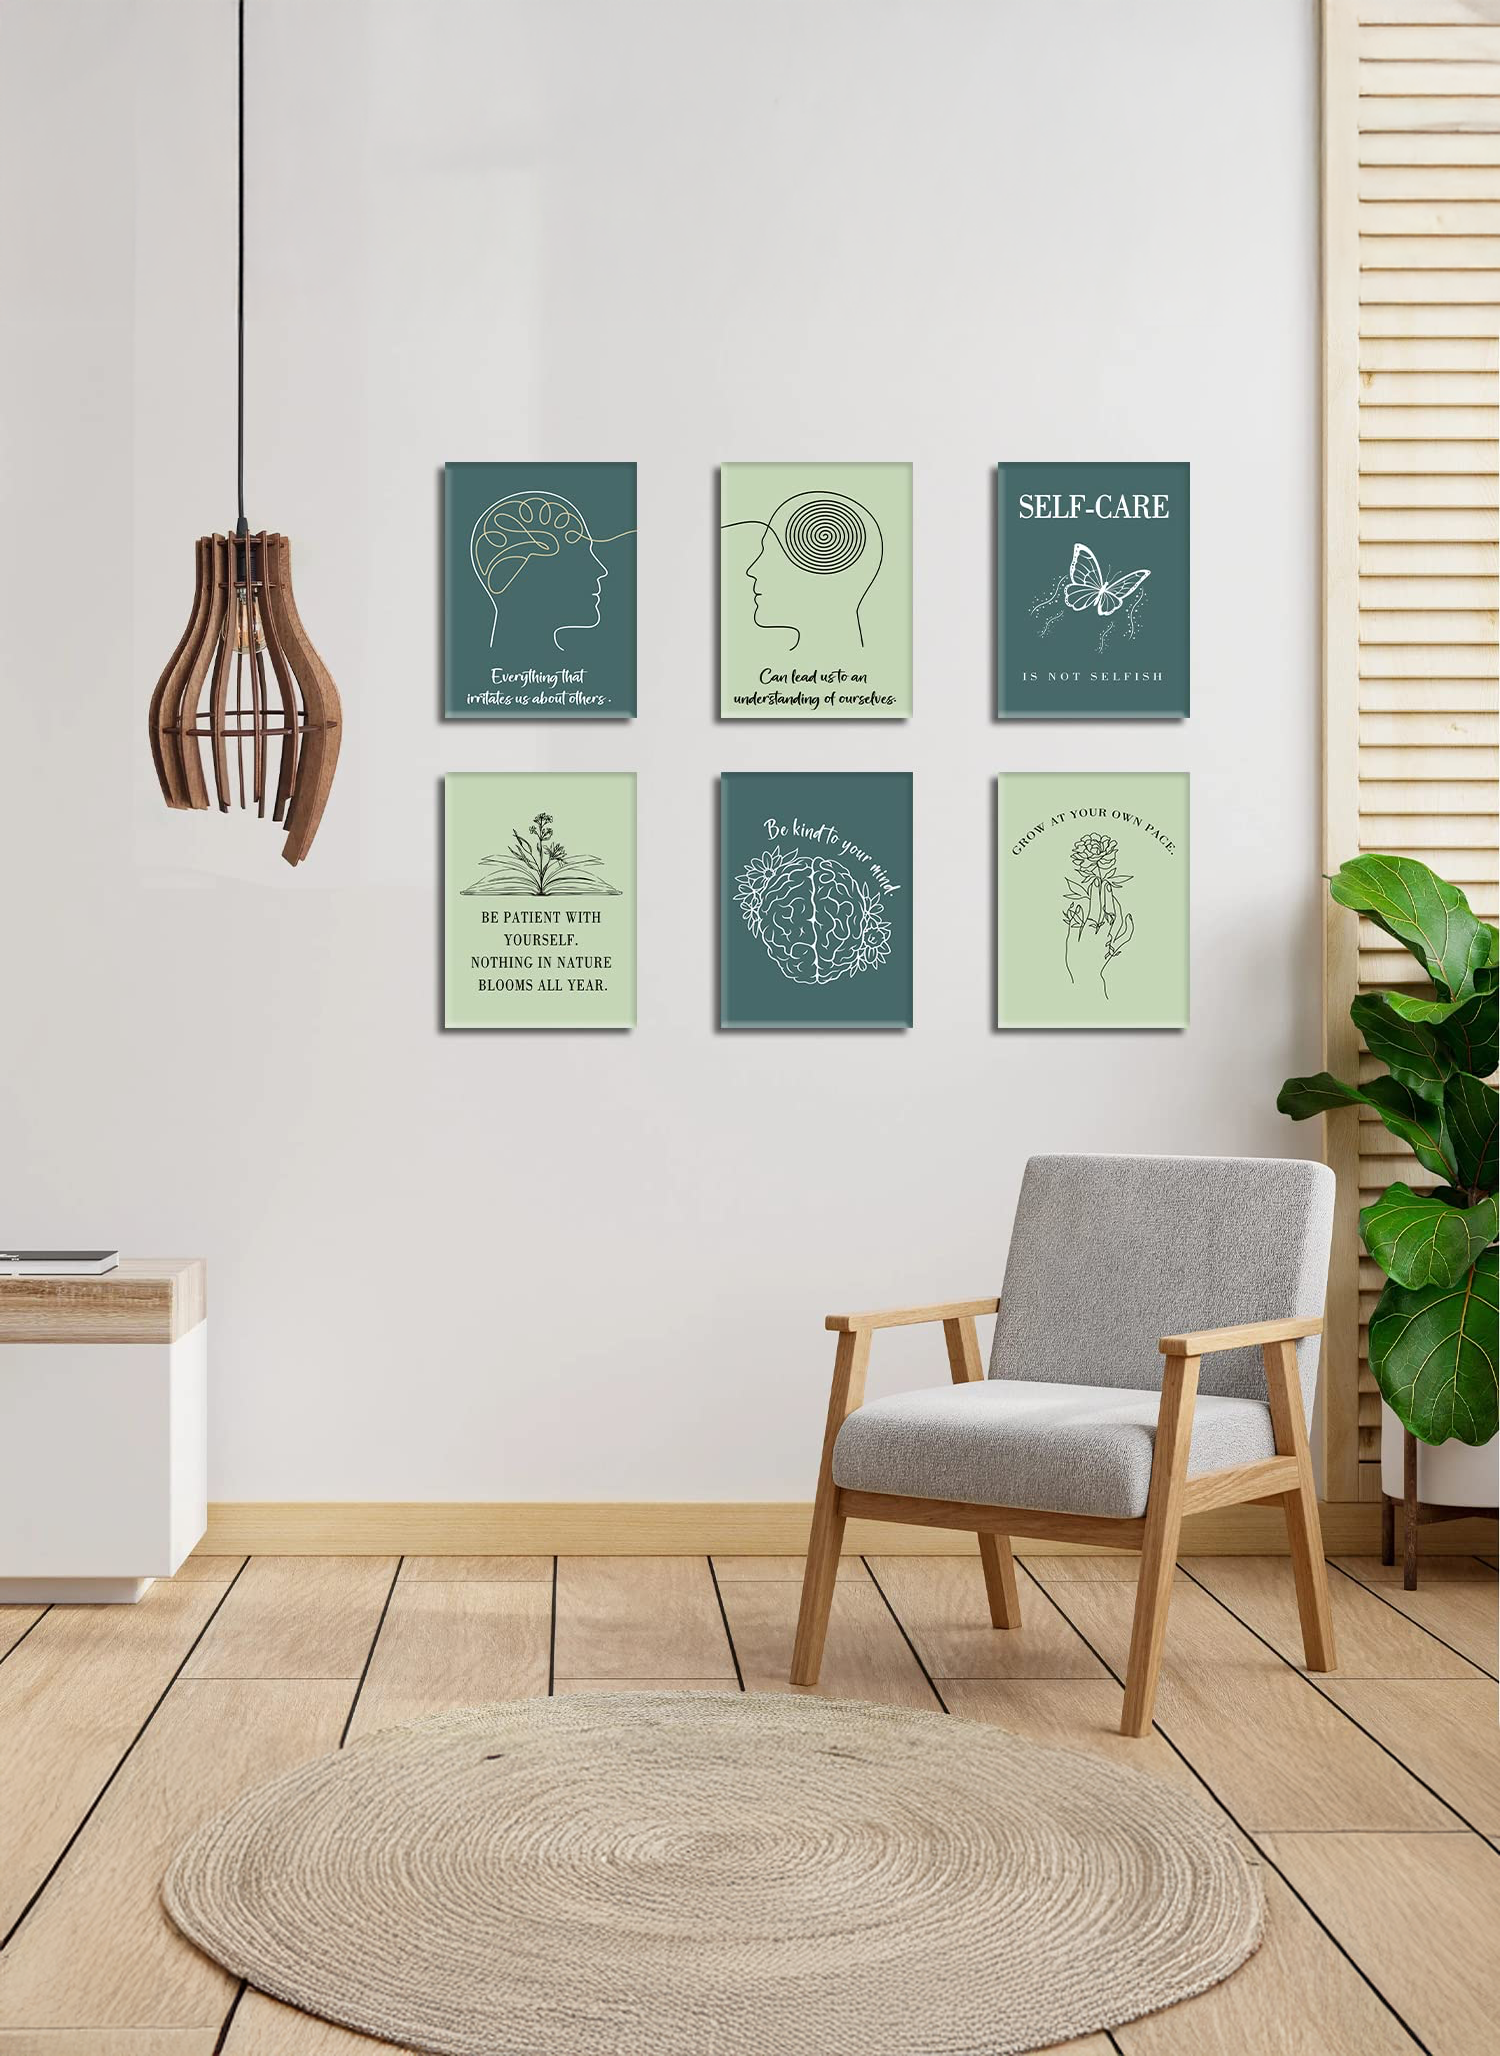 Everything that
irritates us about others.
Can lead us to an
understanding of ourselves.
SELF-CARE
IS NOT SELFISH
BE PATIENT WITH
YOURSELF.
NOTHING IN NATURE
BLOOMS ALL YEAR.
Be kind to your mind.
GROW AT YOUR OWN PACE.